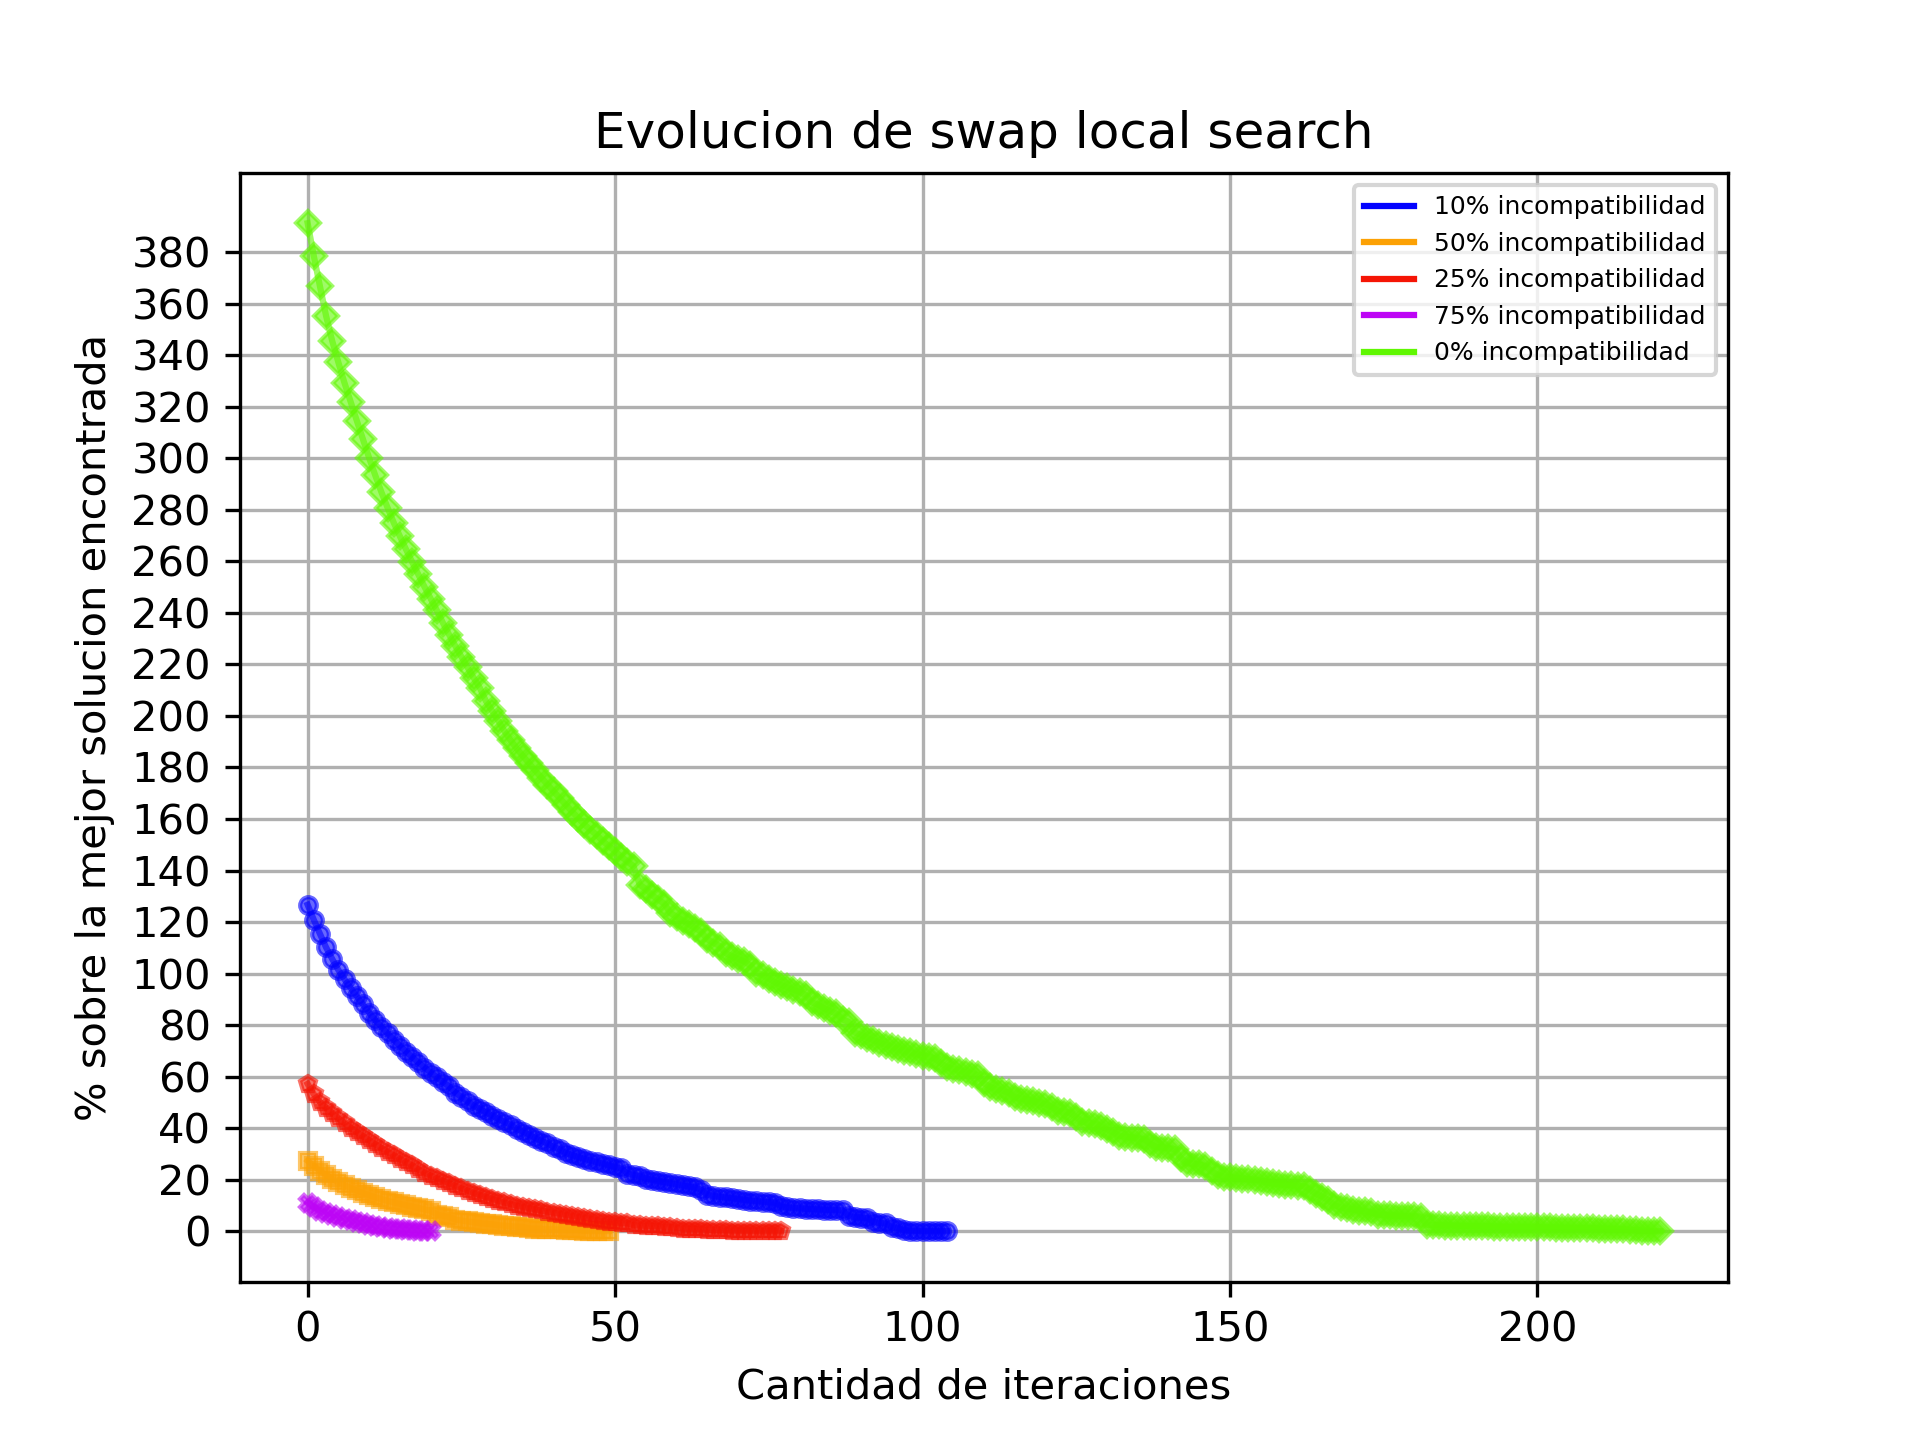 Evolucion de swap local search
10% incompatibilidad
50% incompatibilidad
25% incompatibilidad
75% incompatibilidad
0% incompatibilidad
% sobre la mejor solucion encontrada
380
360
340
320
300
280
260
240
220
200
180
160
140
120
100
80
60
40
20
0
0 50 100 150 200
Cantidad de iteraciones